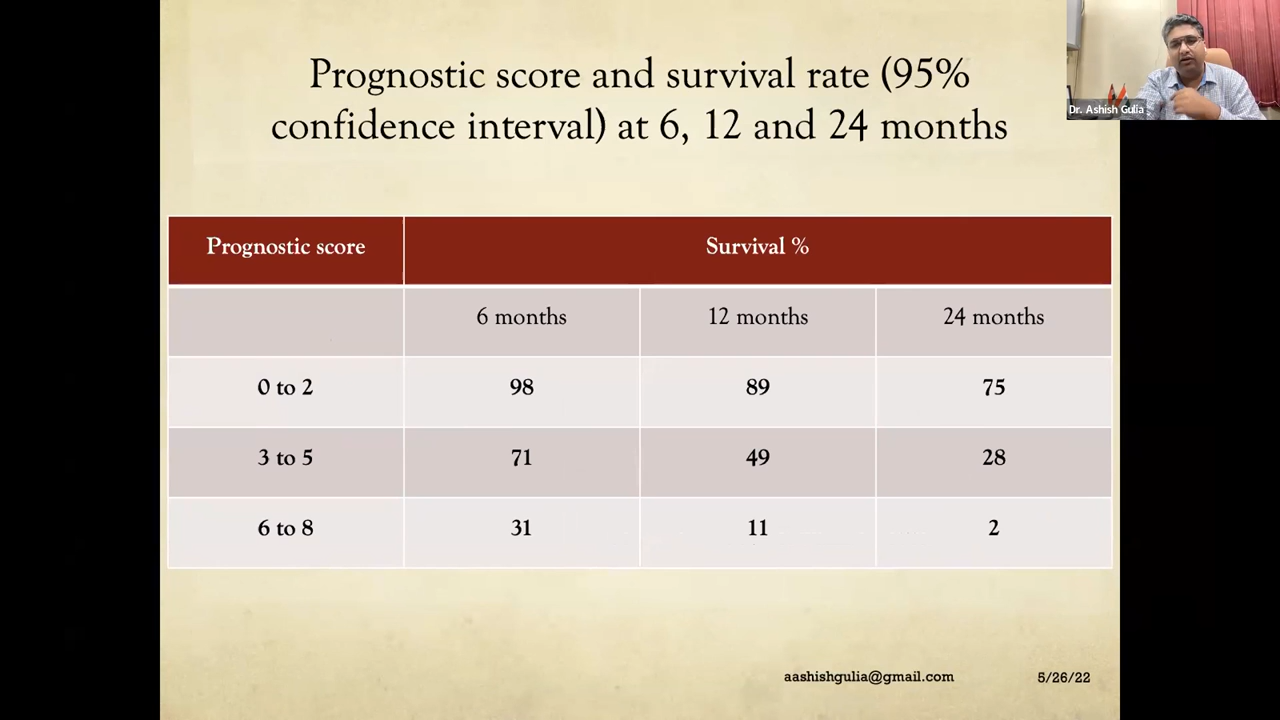 Prognostic score and survival rate (95%
confidence interval) at 6, 12 and 24 months
Dr. Ashish Gulia
Prognostic score Survival %
6 months 12 months 24 months
0 to 2 98 89 75
3 to 5 71 49 28
6 to 8 31 11 2
aashishgulia@gmail.com 5/26/22